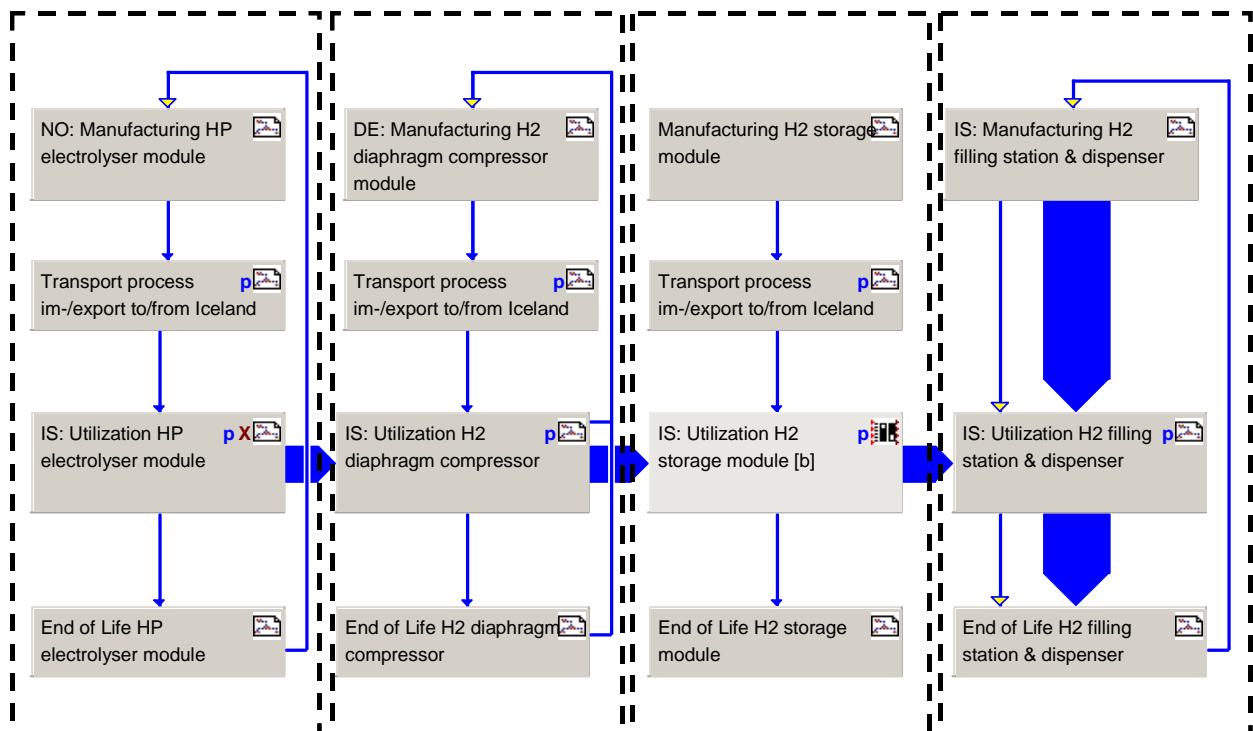 NO: Manufacturing HP
electrolyser module
DE: Manufacturing H2
diaphragm compressor
module
Manufacturing H2 storage
module
IS: Manufacturing H2
filling station & dispenser
Transport process
im-/export to/from Iceland
p
Transport process
im-/export to/from Iceland
p
Transport process
im-/export to/from Iceland
p
IS: Utilization HP
electrolyser module
p X
IS: Utilization H2
diaphragm compressor
p
IS: Utilization H2
storage module [b]
p
IS: Utilization H2 filling
station & dispenser
p
End of Life HP
electrolyser module
End of Life H2 diaphragm
compressor
End of Life H2 storage
module
End of Life H2 filling
station & dispenser